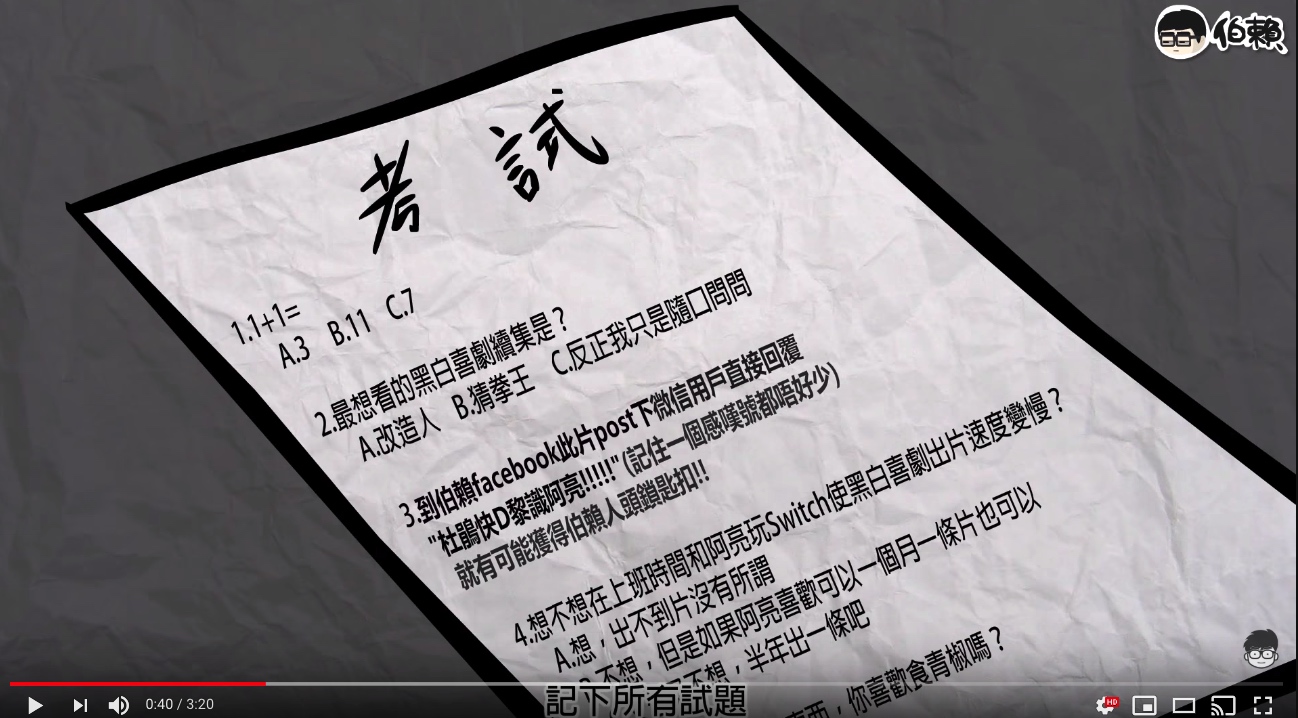 伯賴
考試
1.1+1=
A.3 B.11 C.7
2.最想看的黑白喜劇續集是？
A.改造人 B.猜拳王 C.反正我只是隨口問問
3.到伯賴facebook此片post下微信用戶直接回覆
"杜鵑快D黎識阿亮!!!!!"(記住一個感嘆號都唔好少)
就有可能獲得伯賴人頭鎖匙扣!!
4.想不想在上班時間和阿亮玩Switch使黑白喜劇出片速度變慢？
A.想，出不到片沒有所謂
不想，但是如果阿亮喜歡可以一個月一條片也可以
不想，半年出一條吧
東西，你喜歡食青椒嗎？
記下所有試題
0:40 / 3:20
HD